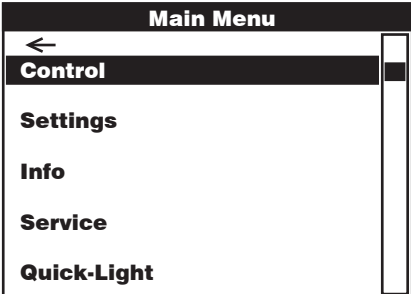 Main Menu
Control
Settings
Info
Service
Quick-Light